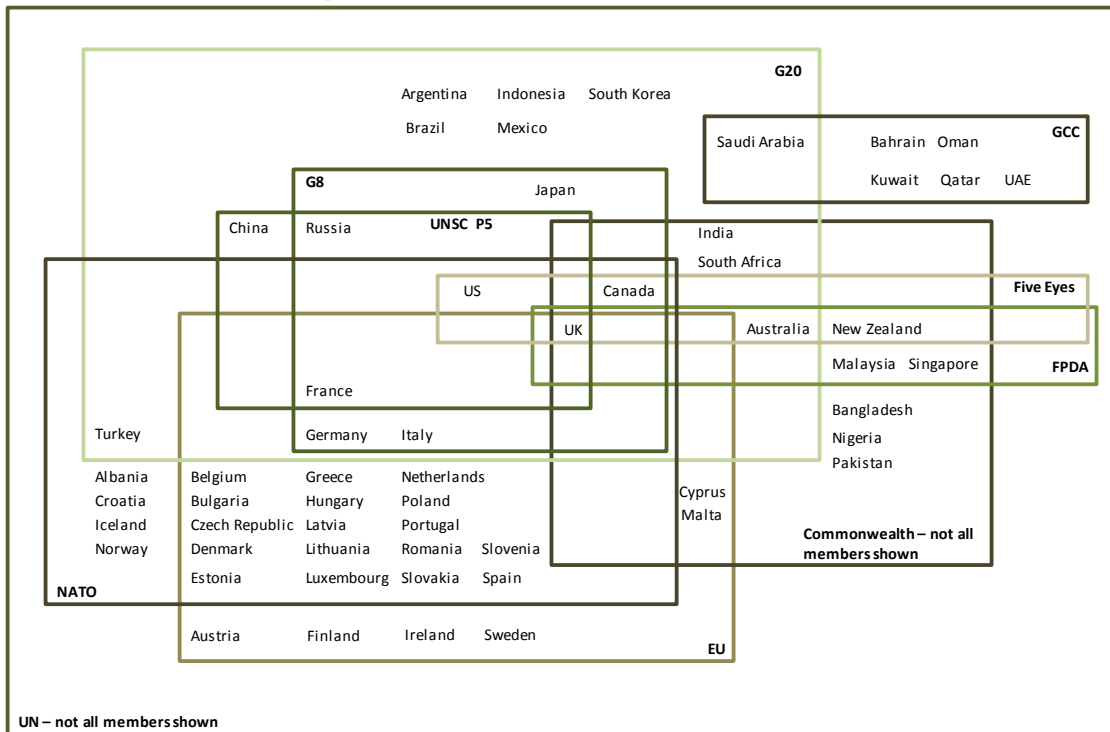 G20
Argentina Indonesia South Korea
Brazil Mexico
GCC
Saudi Arabia Bahrain Oman
Kuwait Qatar UAE
G8
Japan
China Russia UNSC P5
India
South Africa
US Canada Five Eyes
UK Australia New Zealand
Malaysia Singapore FPDA
France
Bangladesh
Turkey Germany Italy Nigeria
Pakistan
Albania Belgium Greece Netherlands
Croatia Bulgaria Hungary Poland Cyprus
Iceland Czech Republic Latvia Portugal Malta
Norway Denmark Lithuania Romania Slovenia
Commonwealth – not all
members shown
Estonia Luxembourg Slovakia Spain
NATO
Austria Finland Ireland Sweden
EU
UN – not all members shown